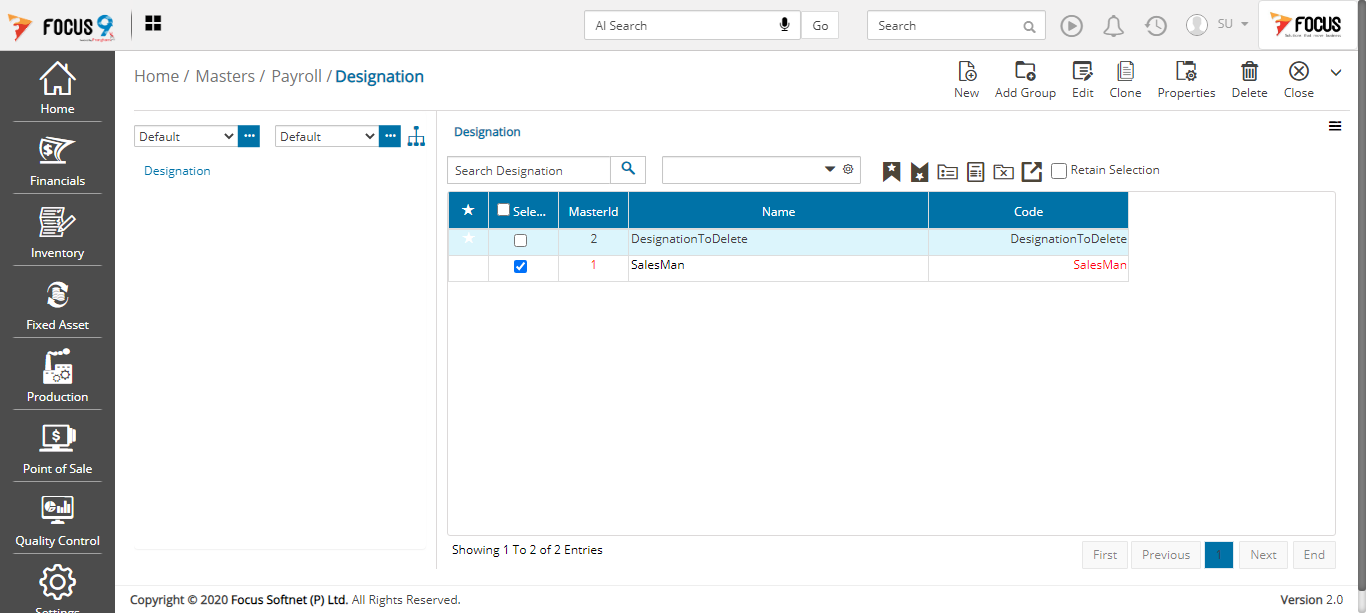 FOCUS 9
AI Search
Go
Search
SU
FOCUS
Home
Financials
Inventory
Fixed Asset
Production
Point of Sale
Quality Control
Settings
Home / Masters / Payroll / Designation
New
Add Group
Edit
Clone
Properties
Delete
Close
Default
Default
Designation
Designation
Search Designation
Retain Selection
Sele... MasterId Name Code
2 DesignationToDelete DesignationToDelete
1 SalesMan SalesMan
Showing 1 To 2 of 2 Entries
First Previous 1 Next End
Copyright © 2020 Focus Softnet (P) Ltd. All Rights Reserved.
Version 2.0